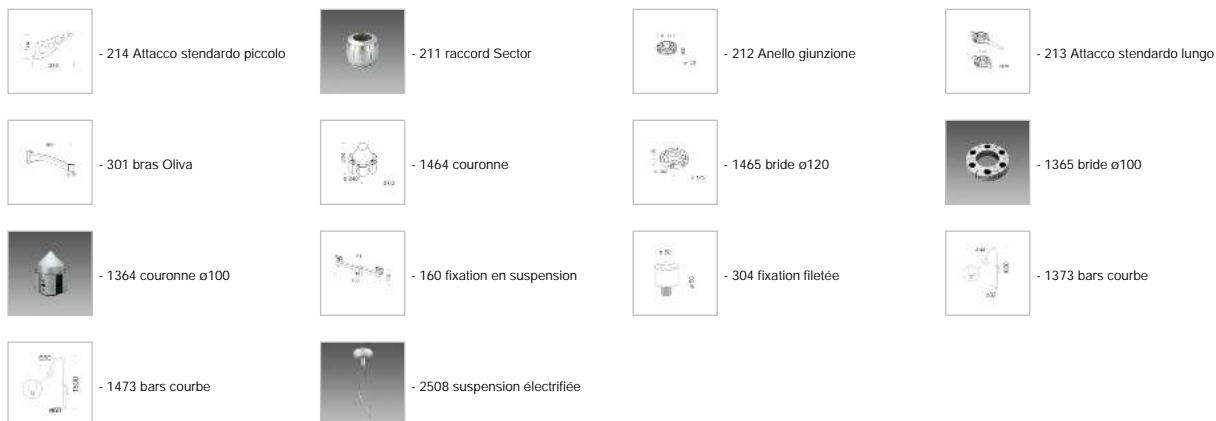 - 214 Attacco stendardo piccolo
- 211 raccord Sector
- 212 Anello giunzione
- 213 Attacco stendardo lungo
- 301 bras Oliva
- 1464 couronne
- 1465 bride ø120
- 1365 bride ø100
- 1364 couronne ø100
- 160 fixation en suspension
- 304 fixation filetée
- 1373 bars courbe
- 1473 bars courbe
- 2508 suspension électrifiée